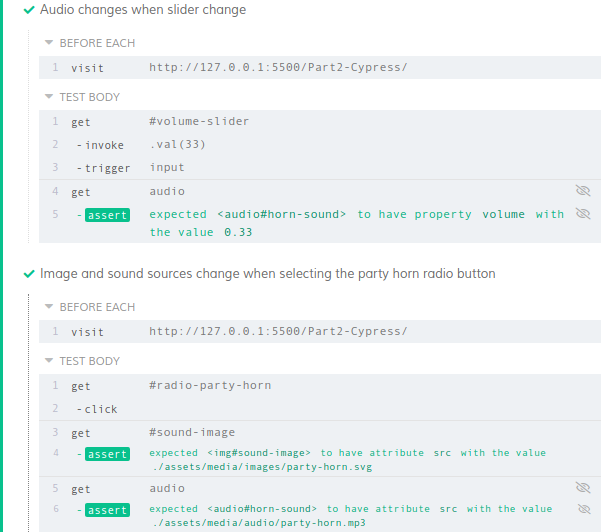 Audio changes when slider change
BEFORE EACH
1 visit http://127.0.0.1:5500/Part2-Cypress/
TEST BODY
1 get #volume-slider
2 -invoke .val(33)
3 -trigger input
4 get audio
5 -assert expected <audio#horn-sound> to have property volume with
the value 0.33
Image and sound sources change when selecting the party horn radio button
BEFORE EACH
1 visit http://127.0.0.1:5500/Part2-Cypress/
TEST BODY
1 get #radio-party-horn
2 -click
3 get #sound-image
4 -assert expected <img#sound-image> to have attribute src with the value
./assets/media/images/party-horn.svg
5 get audio
6 -assert expected <audio#horn-sound> to have attribute src with the value
./assets/media/audio/party-horn.mp3